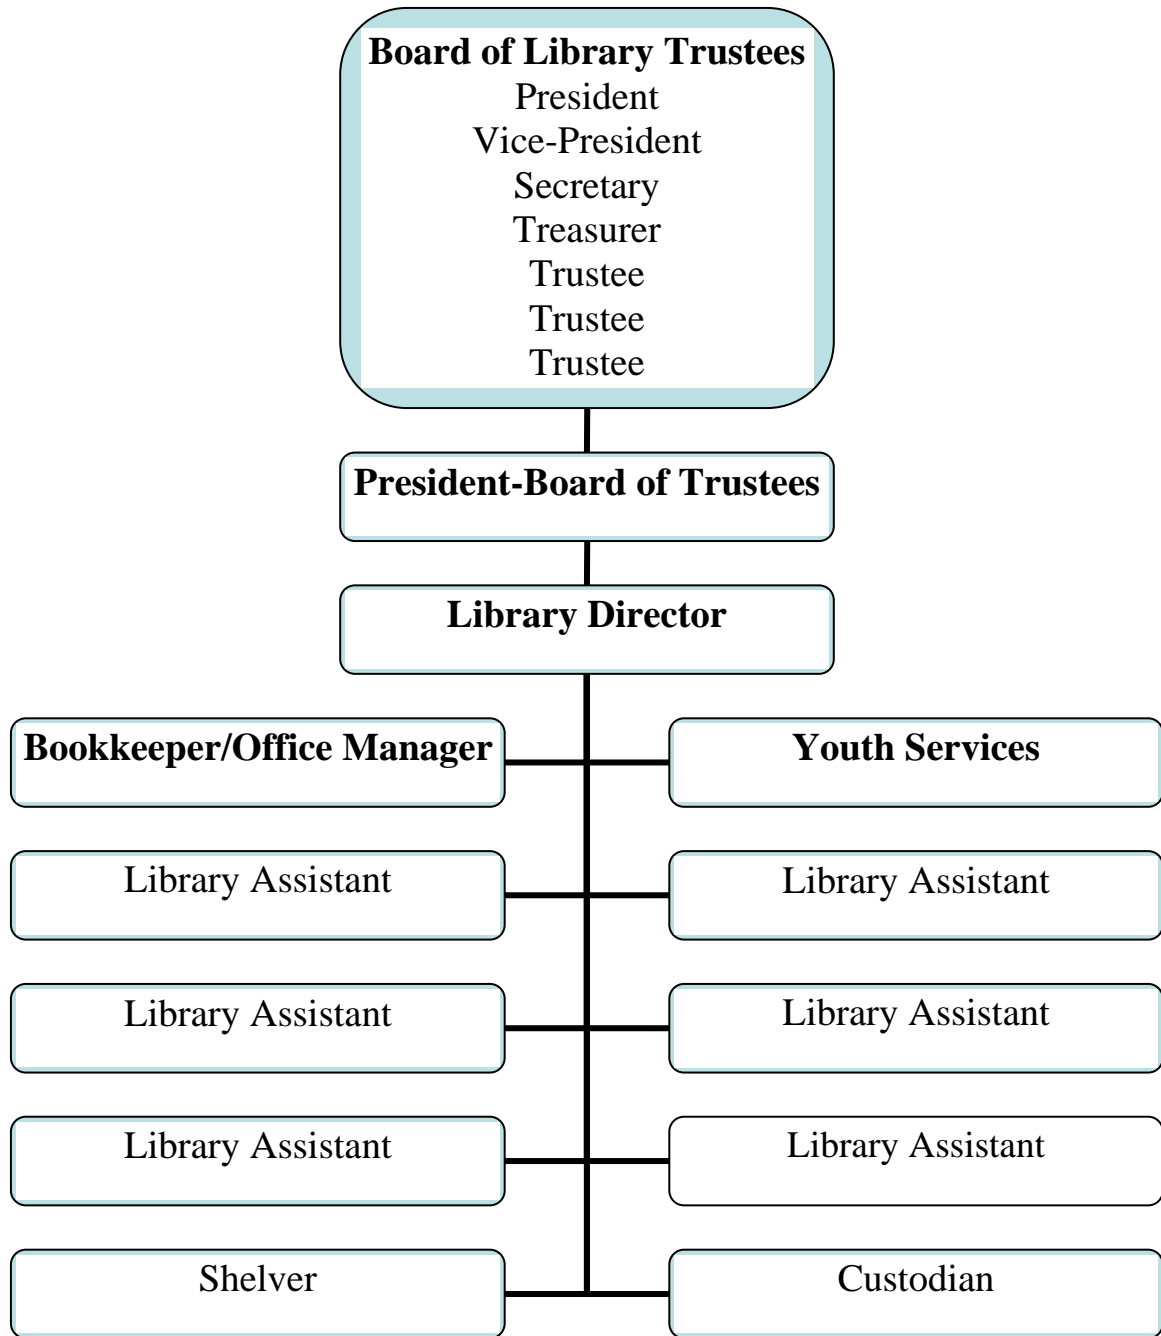 Board of Library Trustees
President
Vice-President
Secretary
Treasurer
Trustee
Trustee
Trustee
President-Board of Trustees
Library Director
Bookkeeper/Office Manager
Youth Services
Library Assistant
Library Assistant
Library Assistant
Library Assistant
Library Assistant
Library Assistant
Shelver
Custodian